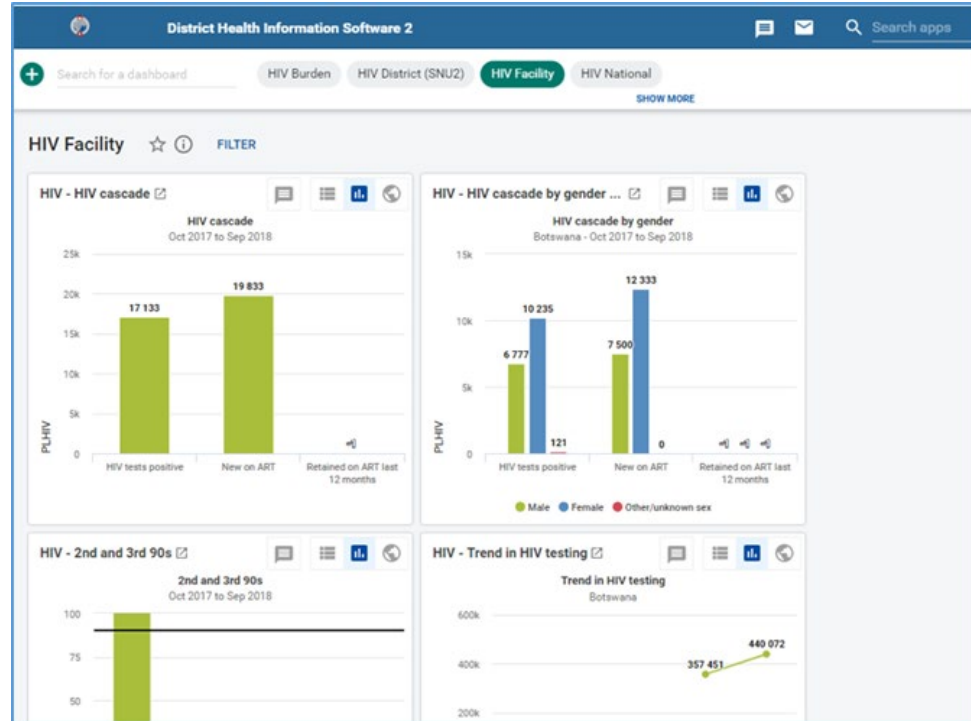 District Health Information Software 2
Search apps
Search for a dashboard
HIV Burden
HIV District (SNU2)
HIV Facility
HIV National
SHOW MORE
HIV Facility
FILTER
HIV - HIV cascade
HIV cascade
Oct 2017 to Sep 2018
25k
20k
15k
10k
5k
0
PLHIV
17 133
19 833
HIV tests positive
New on ART
Retained on ART last
12 months
HIV - HIV cascade by gender ...
HIV cascade by gender
Botswana - Oct 2017 to Sep 2018
15k
10k
5k
0
PLHIV
6 777
10 235
121
7 500
12 333
0
HIV tests positive
New on ART
Retained on ART last
12 months
Male
Female
Other/unknown sex
HIV - 2nd and 3rd 90s
2nd and 3rd 90s
Oct 2017 to Sep 2018
100
75
50
HIV - Trend in HIV testing
Trend in HIV testing
Botswana
600k
400k
200k
357 451
440 072